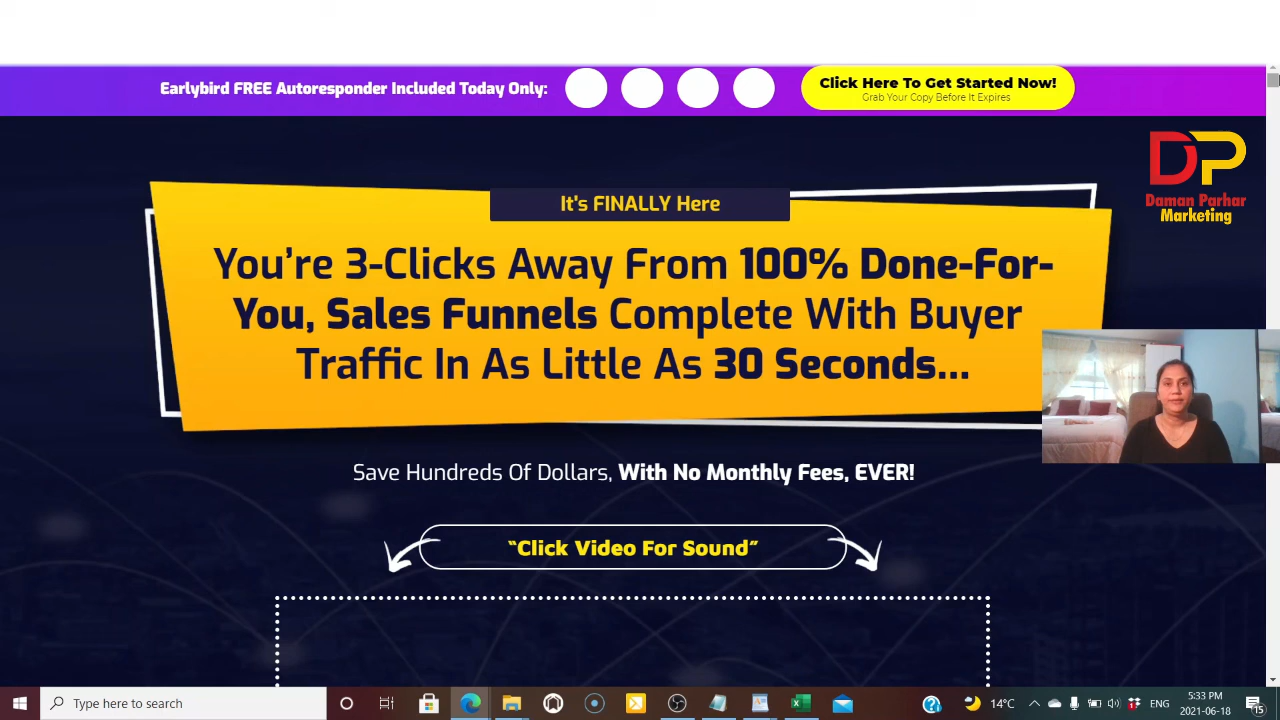 Earlybird FREE Autoresponder Included Today Only:
Click Here To Get Started Now!
Grab Your Copy Before It Expires
DP
Daman Parhar
Marketing
It's FINALLY Here
You’re 3-Clicks Away From 100% Done-For-
You, Sales Funnels Complete With Buyer
Traffic In As Little As 30 Seconds...
Save Hundreds Of Dollars, With No Monthly Fees, EVER!
“Click Video For Sound”
Type here to search
14°C
ENG
5:33 PM
2021-06-18
15